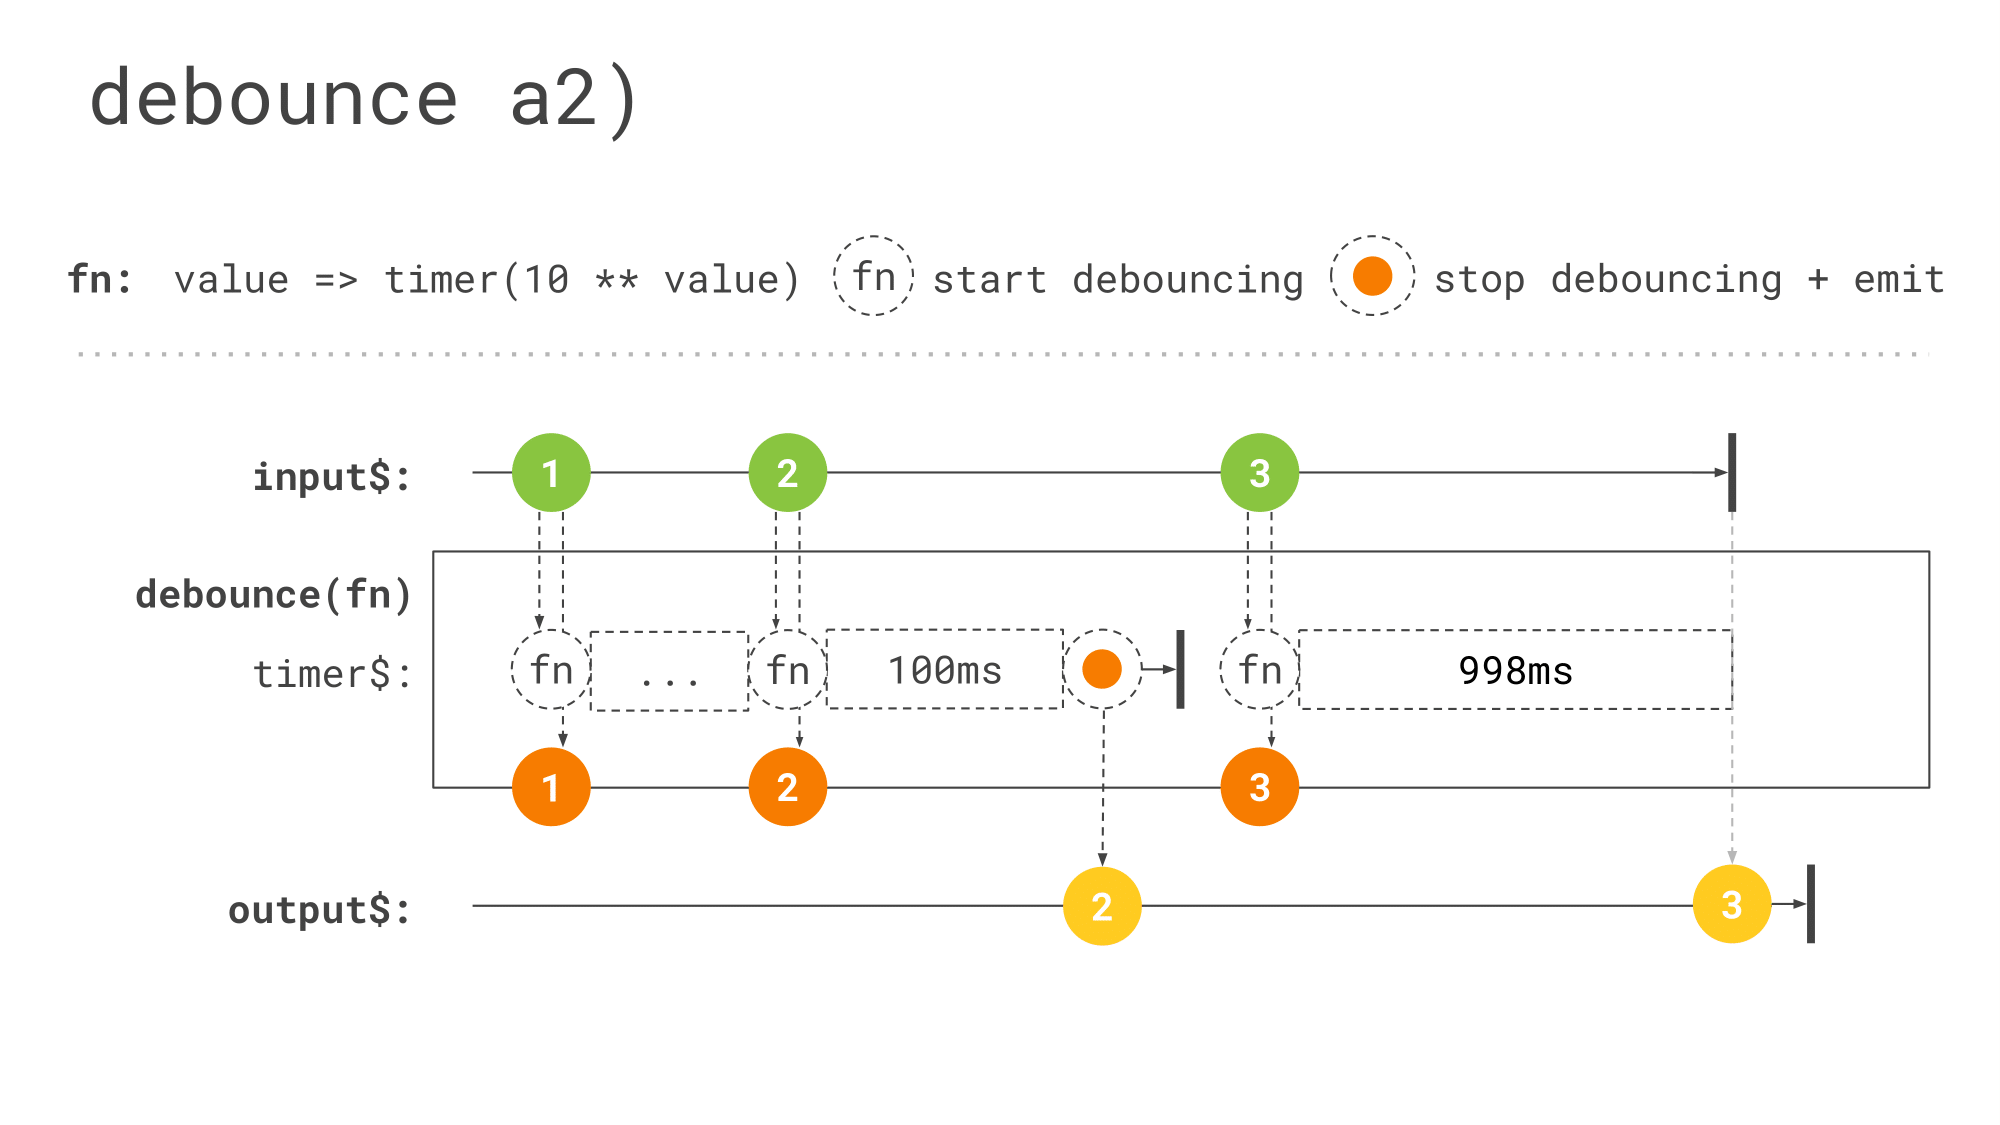 debounce a2)
fn: value => timer(10 ** value) fn start debouncing stop debouncing + emit
input$: 1 2 3
debounce(fn)
timer$: fn ... fn 100ms fn 998ms
1 2 3
output$: 2 3